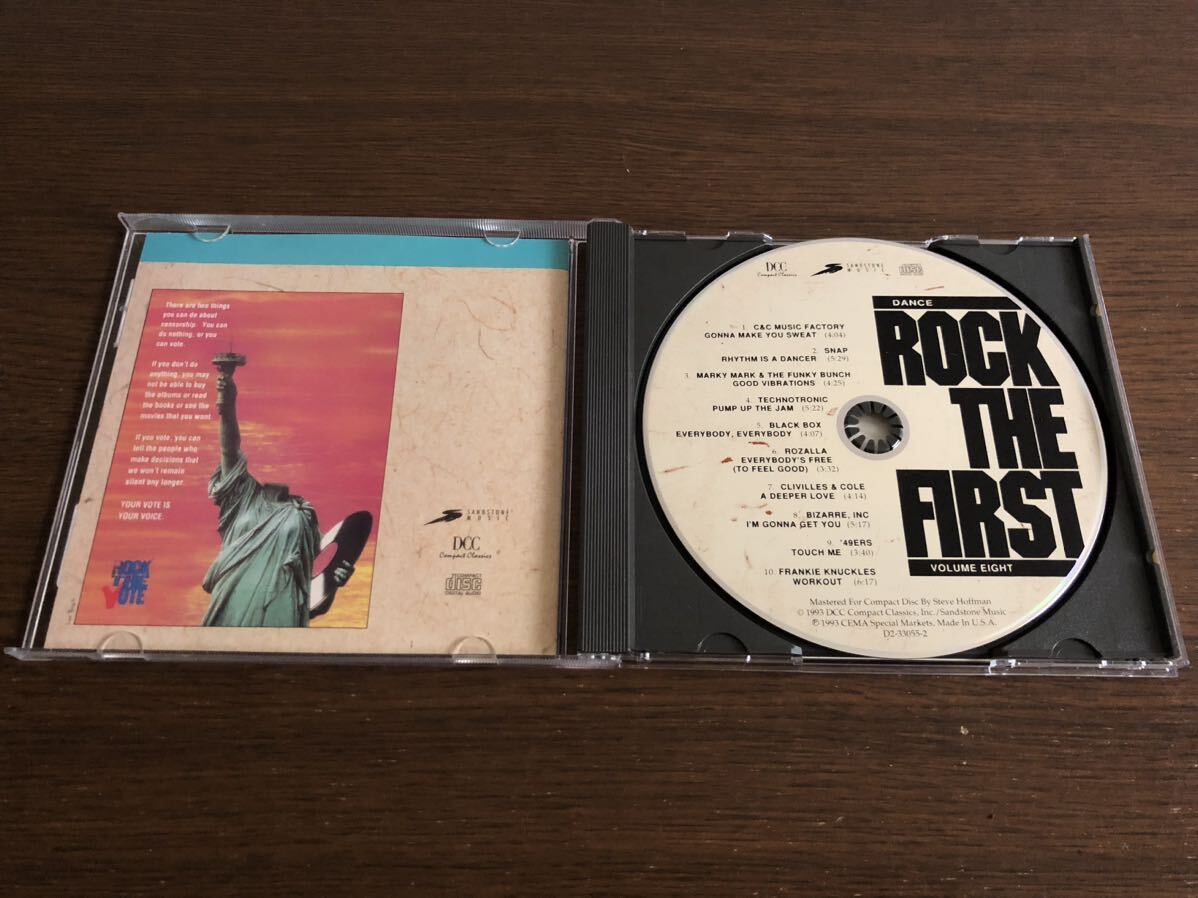 There are two things
you can do about
censorship. You can
do nothing, or you
can vote.
If you don't do
anything, you may
not be able to buy
the albums or read
the books or see the
movies that you want.
If you vote, you can
tell the people who
make decisions that
we won't remain
silent any longer.
YOUR VOTE IS
YOUR VOICE.
ROCK
THE
VOTE
SANDSTONE
MUSIC
DCC
Compact Classics
COMPACT
disc
DIGITAL AUDIO
DCC
Compact Classics
SANDSTONE
MUSIC
disc
DANCE
ROCK
THE
FIRST
VOLUME EIGHT
1. C&C MUSIC FACTORY
GONNA MAKE YOU SWEAT (4:04)
2. SNAP
RHYTHM IS A DANCER (5:29)
3. MARKY MARK & THE FUNKY BUNCH
GOOD VIBRATIONS (4:25)
4. TECHNOTRONIC
PUMP UP THE JAM (5:22)
5. BLACK BOX
EVERYBODY, EVERYBODY (4:07)
6. ROZALLA
EVERYBODY'S FREE
(TO FEEL GOOD) (3:32)
7. CLIVILLES & COLE
A DEEPER LOVE (4:14)
8. BIZARRE, INC
I'M GONNA GET YOU (5:17)
9. '49ERS
TOUCH ME (3:40)
10. FRANKIE KNUCKLES
WORKOUT (6:17)
Mastered For Compact Disc By Steve Hoffman
© 1993 DCC Compact Classics, Inc./Sandstone Music
℗ 1993 CEMA Special Markets, Made In U.S.A.
D2-33055-2